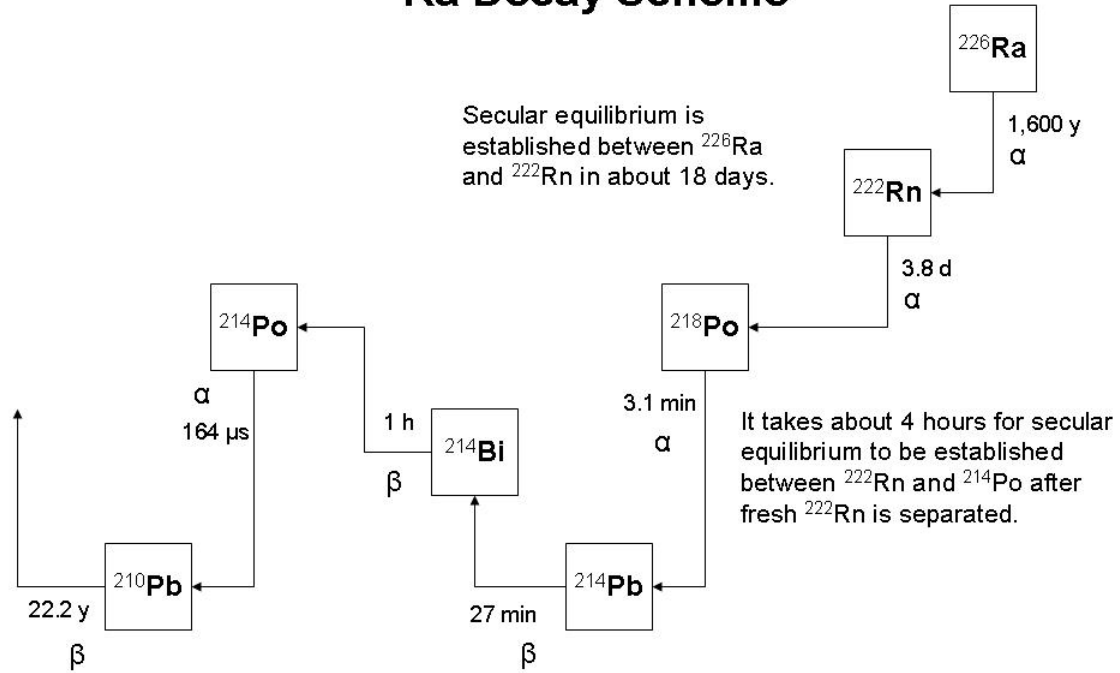 Ra Decay Scheme
²²⁶Ra
1,600 y
α
Secular equilibrium is
established between ²²⁶Ra
and ²²²Rn in about 18 days.
²²²Rn
3.8 d
α
²¹⁴Po
²¹⁸Po
α
164 µs
1 h
β
²¹⁴Bi
3.1 min
α
It takes about 4 hours for secular
equilibrium to be established
between ²²²Rn and ²¹⁴Po after
fresh ²²²Rn is separated.
²¹⁰Pb
22.2 y
β
²¹⁴Pb
27 min
β